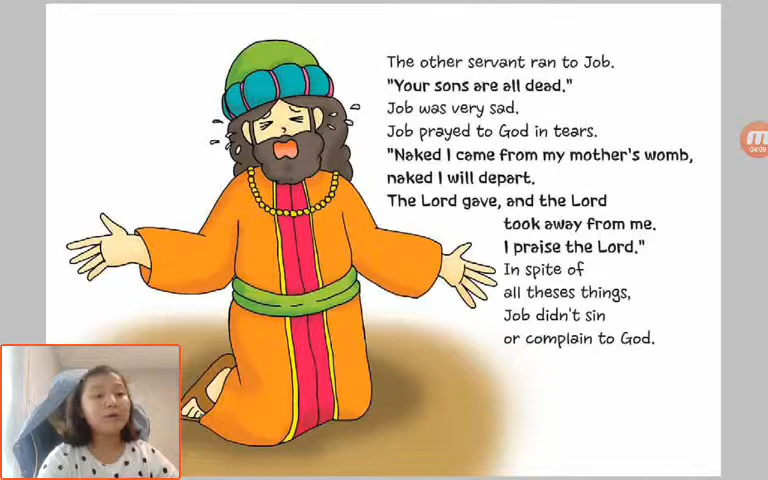 The other servant ran to Job.
"Your sons are all dead."
Job was very sad.
Job prayed to God in tears.
"Naked I came from my mother's womb,
naked I will depart.
The Lord gave, and the Lord
took away from me.
I praise the Lord."
In spite of
all theses things,
Job didn't sin
or complain to God.